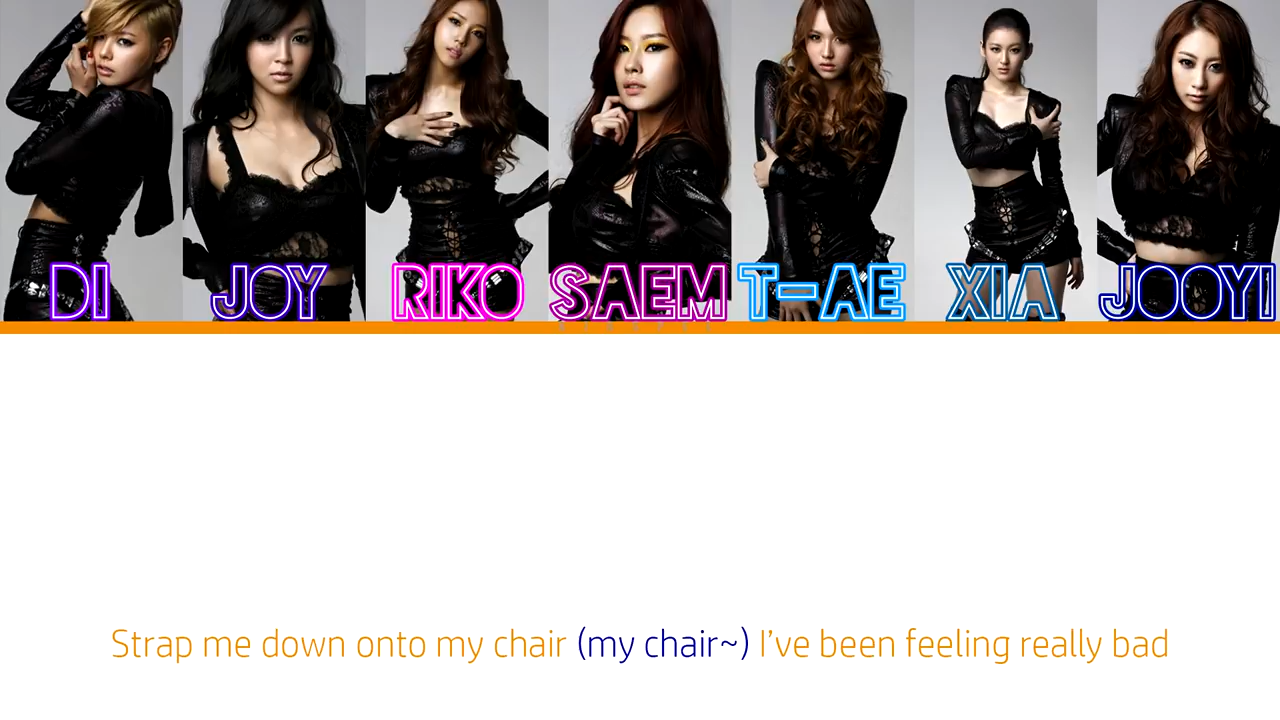 DI JOY RIKO SAEM T-AE XIA JOOYI
Strap me down onto my chair (my chair~) I've been feeling really bad